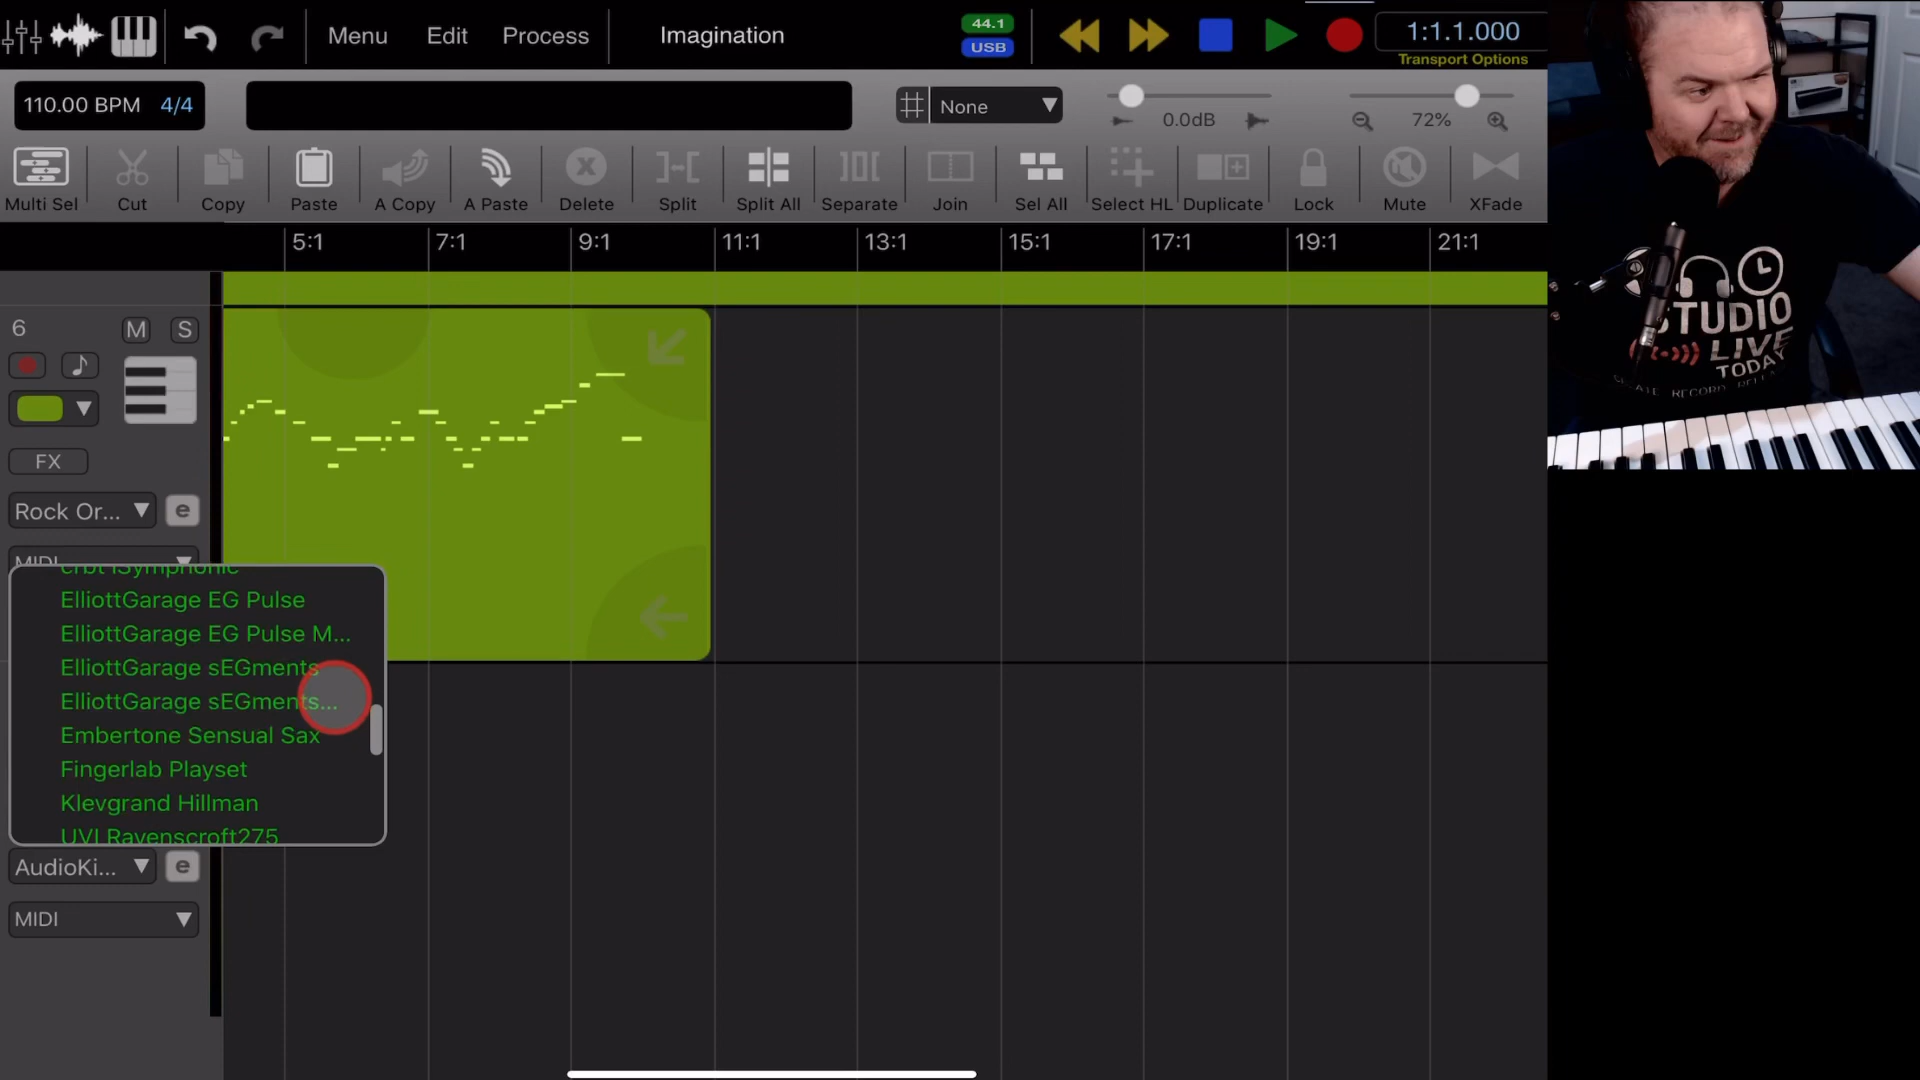 Menu Edit Process Imagination 44.1 USB 1:1.1.000
Transport Options
110.00 BPM 4/4 None 0.0dB 72%
Multi Sel Cut Copy Paste A Copy A Paste Delete Split Split All Separate Join Sel All Select HL Duplicate Lock Mute XFade
5:1 7:1 9:1 11:1 13:1 15:1 17:1 19:1 21:1
6 M S
FX
Rock Or... e
MIDI
crbt iSymphonic
ElliottGarage EG Pulse
ElliottGarage EG Pulse M...
ElliottGarage sEGments
ElliottGarage sEGments...
Embertone Sensual Sax
Fingerlab Playset
Klevgrand Hillman
UVI Ravenscroft275
AudioKi... e
MIDI
STUDIO
LIVE
TODAY